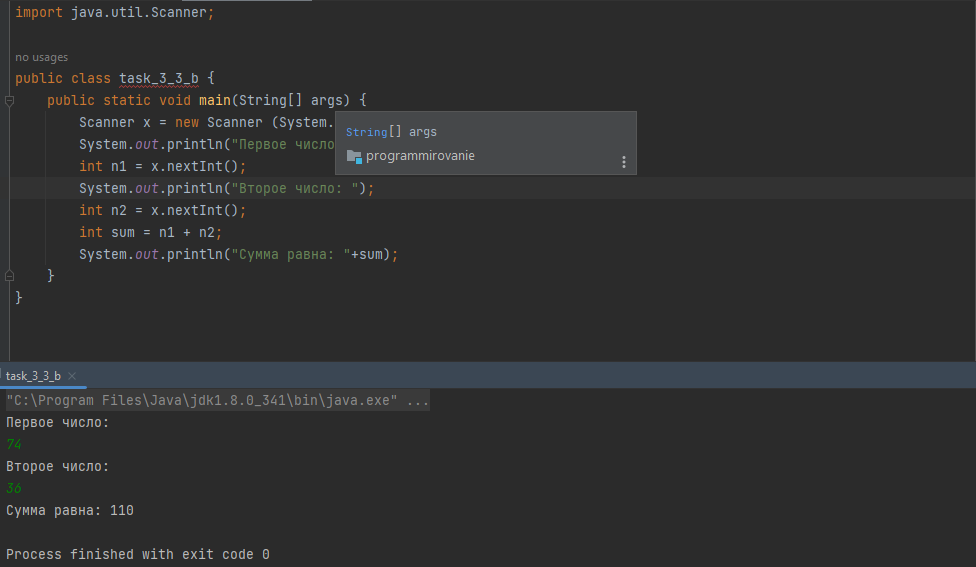 import java.util.Scanner;
no usages
public class task_3_3_b {
public static void main(String[] args) {
Scanner x = new Scanner (System.
String[] args
System.out.println("Первое число
programmirovanie
int n1 = x.nextInt();
System.out.println("Второе число: ");
int n2 = x.nextInt();
int sum = n1 + n2;
System.out.println("Сумма равна: "+sum);
}
}
task_3_3_b
"C:\Program Files\Java\jdk1.8.0_341\bin\java.exe" ...
Первое число:
74
Второе число:
36
Сумма равна: 110
Process finished with exit code 0